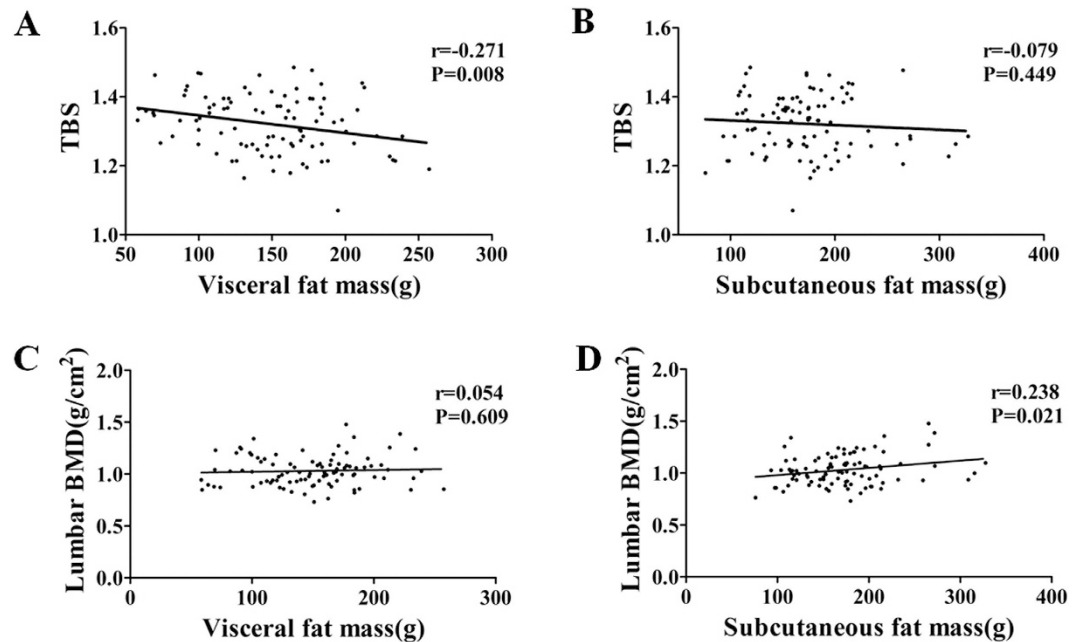 A
1.6
1.4
1.2
1.0
TBS
r=-0.271
P=0.008
50 100 150 200 250 300
Visceral fat mass(g)
B
1.6
1.4
1.2
1.0
TBS
r=-0.079
P=0.449
100 200 300 400
Subcutaneous fat mass(g)
C
2.0
1.5
1.0
0.5
0.0
Lumbar BMD(g/cm²)
r=0.054
P=0.609
0 100 200 300
Visceral fat mass(g)
D
2.0
1.5
1.0
0.5
0.0
Lumbar BMD(g/cm²)
r=0.238
P=0.021
0 100 200 300 400
Subcutaneous fat mass(g)